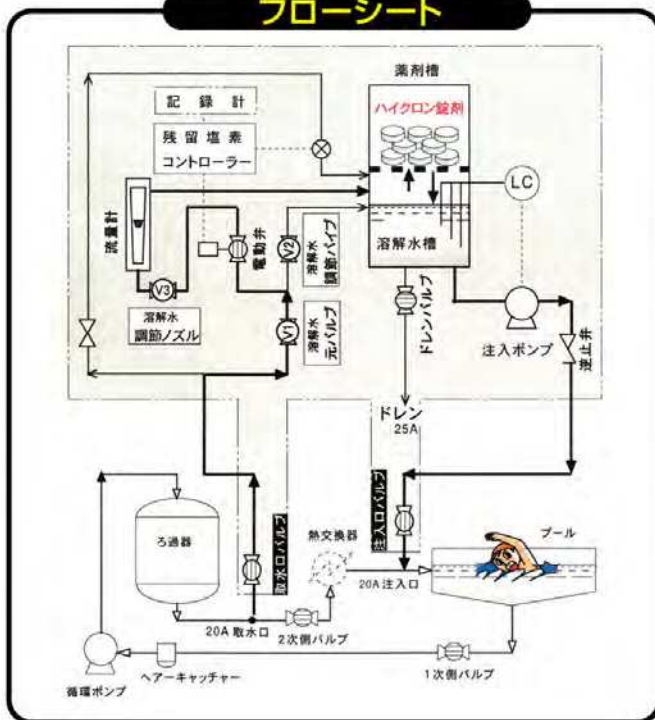 フローシート
薬剤槽
ハイクロン錠剤
記録計
残留塩素
コントローラー
LC
流量計
電動弁
V2
溶解水
調節パイプ
溶解水槽
V3
溶解水
調節ノズル
V1
溶解水
元バルブ
ドレンバルブ
注入ポンプ
逆止弁
ドレン
25A
取水口バルブ
注入口バルブ
熱交換器
プール
ろ過器
20A 注入口
20A 取水口
2次側バルブ
循環ポンプ
ヘアーキャッチャー
1次側バルブ